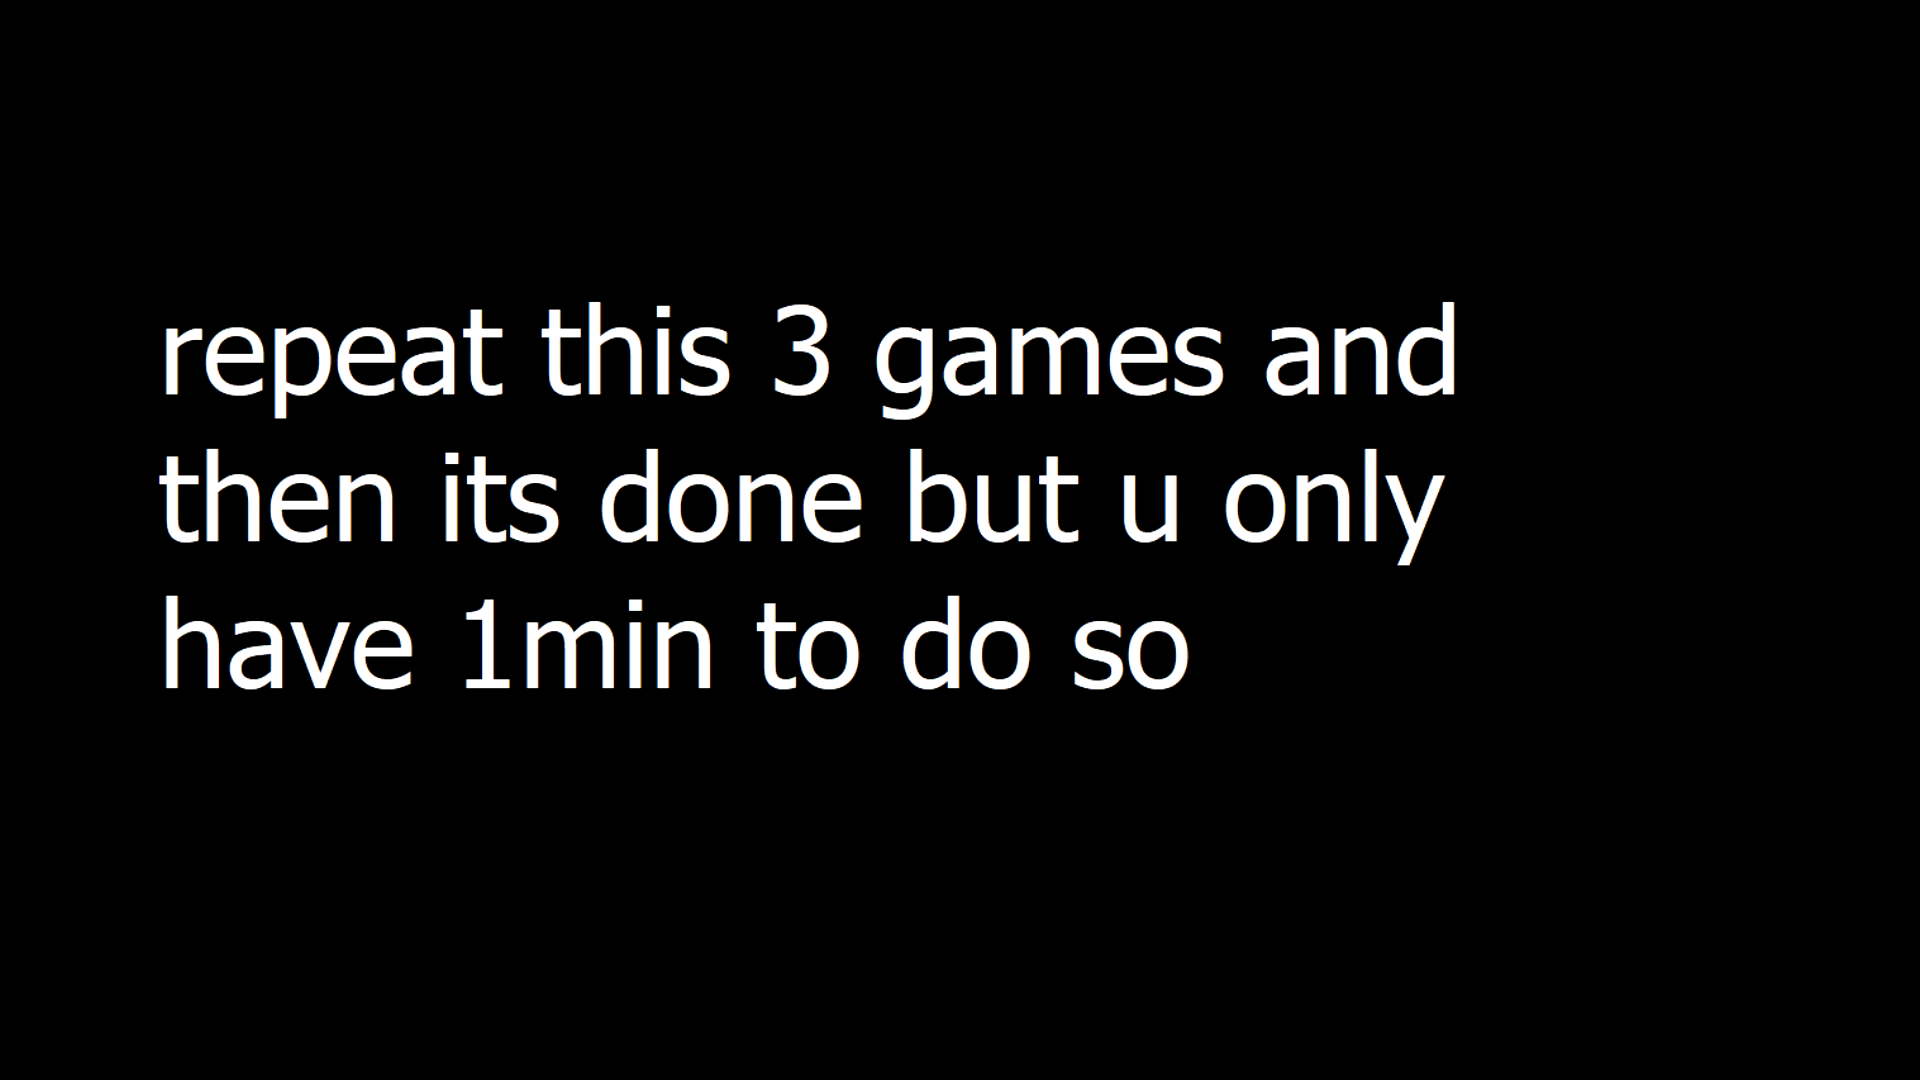 repeat this 3 games and
then its done but u only
have 1min to do so